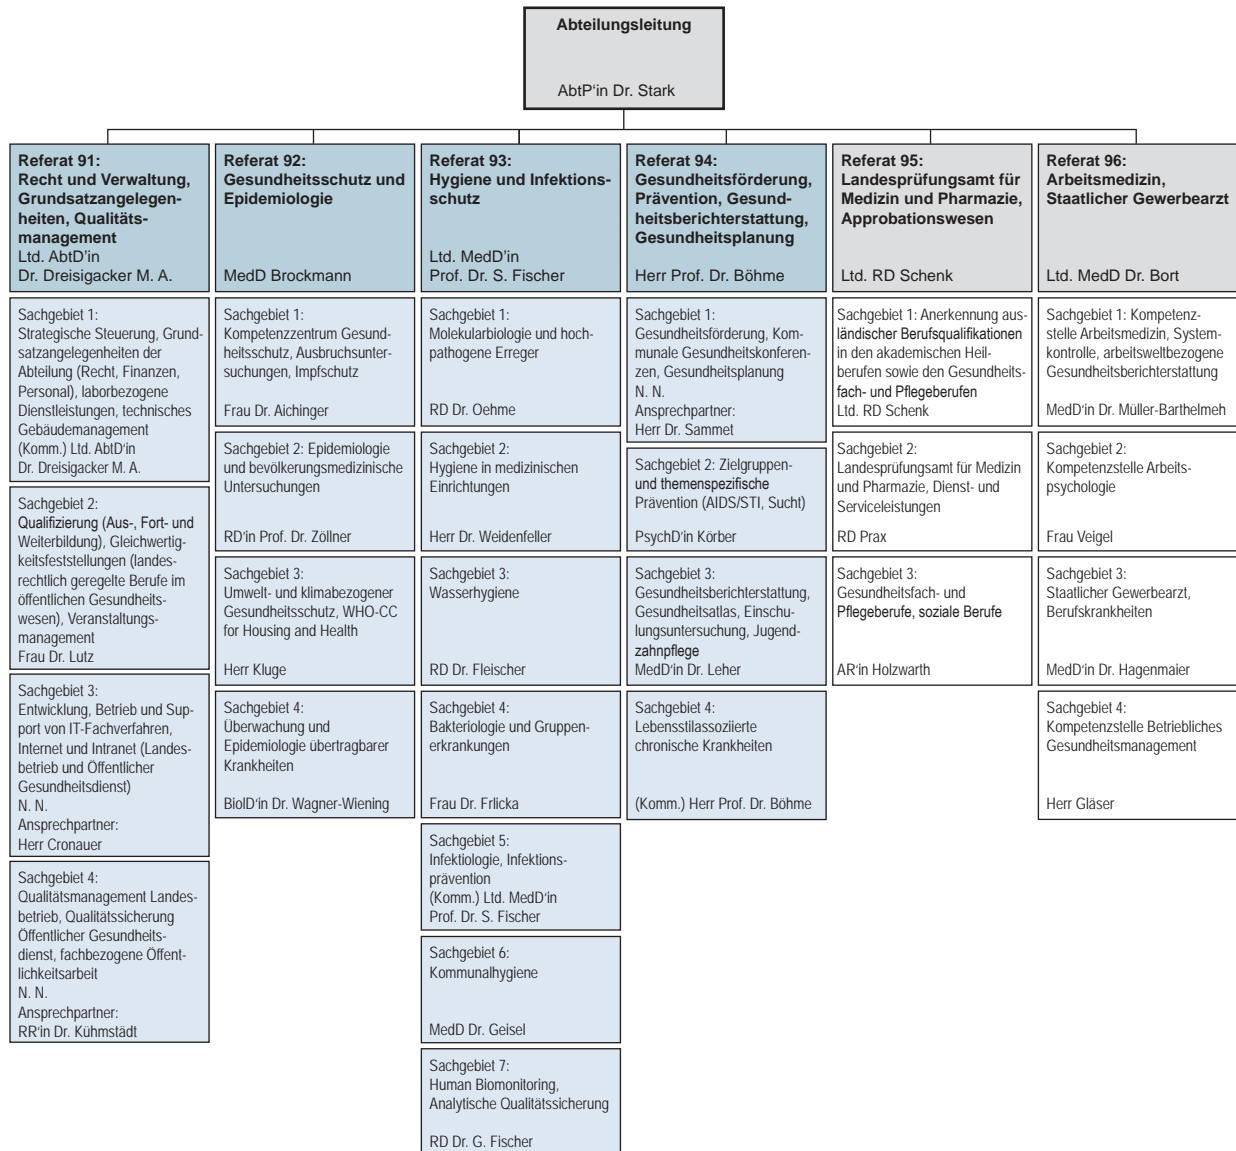 Abteilungsleitung
AbtP'in Dr. Stark
Referat 91:
Recht und Verwaltung,
Grundsatzangelegen-
heiten, Qualitäts-
management
Ltd. AbtD'in
Dr. Dreisigacker M. A.
Sachgebiet 1:
Strategische Steuerung, Grund-
satzangelegenheiten der
Abteilung (Recht, Finanzen,
Personal), laborbezogene
Dienstleistungen, technisches
Gebäudemanagement
(Komm.) Ltd. AbtD'in
Dr. Dreisigacker M. A.
Sachgebiet 2:
Qualifizierung (Aus-, Fort- und
Weiterbildung), Gleichwertig-
keitsfeststellungen (landes-
rechtlich geregelte Berufe im
öffentlichen Gesundheits-
wesen), Veranstaltungs-
management
Frau Dr. Lutz
Sachgebiet 3:
Entwicklung, Betrieb und Sup-
port von IT-Fachverfahren,
Internet und Intranet (Landes-
betrieb und Öffentlicher
Gesundheitsdienst)
N. N.
Ansprechpartner:
Herr Cronauer
Sachgebiet 4:
Qualitätsmanagement Landes-
betrieb, Qualitätssicherung
Öffentlicher Gesundheits-
dienst, fachbezogene Öffent-
lichkeitsarbeit
N. N.
Ansprechpartner:
RR'in Dr. Kühmstädt
Referat 92:
Gesundheitsschutz und
Epidemiologie
MedD Brockmann
Sachgebiet 1:
Kompetenzzentrum Gesund-
heitsschutz, Ausbruchsunter-
suchungen, Impfschutz
Frau Dr. Aichinger
Sachgebiet 2: Epidemiologie
und bevölkerungsmedizinische
Untersuchungen
RD'in Prof. Dr. Zöllner
Sachgebiet 3:
Umwelt- und klimabezogener
Gesundheitsschutz, WHO-CC
for Housing and Health
Herr Kluge
Sachgebiet 4:
Überwachung und
Epidemiologie übertragbarer
Krankheiten
BiolD'in Dr. Wagner-Wiening
Referat 93:
Hygiene und Infektions-
schutz
Ltd. MedD'in
Prof. Dr. S. Fischer
Sachgebiet 1:
Molekularbiologie und hoch-
pathogene Erreger
RD Dr. Oehme
Sachgebiet 2:
Hygiene in medizinischen
Einrichtungen
Herr Dr. Weidenfeller
Sachgebiet 3:
Wasserhygiene
RD Dr. Fleischer
Sachgebiet 4:
Bakteriologie und Gruppen-
erkrankungen
Frau Dr. Frlicka
Sachgebiet 5:
Infektiologie, Infektions-
prävention
(Komm.) Ltd. MedD'in
Prof. Dr. S. Fischer
Sachgebiet 6:
Kommunalhygiene
MedD Dr. Geisel
Sachgebiet 7:
Human Biomonitoring,
Analytische Qualitätssicherung
RD Dr. G. Fischer
Referat 94:
Gesundheitsförderung,
Prävention, Gesund-
heitsberichterstattung,
Gesundheitsplanung
Herr Prof. Dr. Böhme
Sachgebiet 1:
Gesundheitsförderung, Kom-
munale Gesundheitskonferen-
zen, Gesundheitsplanung
N. N.
Ansprechpartner:
Herr Dr. Sammet
Sachgebiet 2: Zielgruppen-
und themenspezifische
Prävention (AIDS/STI, Sucht)
PsychD'in Körber
Sachgebiet 3:
Gesundheitsberichterstattung,
Gesundheitsatlas, Einschu-
lungsuntersuchung, Jugend-
zahnpflege
MedD'in Dr. Leher
Sachgebiet 4:
Lebensstilassoziierte
chronische Krankheiten
(Komm.) Herr Prof. Dr. Böhme
Referat 95:
Landesprüfungsamt für
Medizin und Pharmazie,
Approbationswesen
Ltd. RD Schenk
Sachgebiet 1: Anerkennung aus-
ländischer Berufsqualifikationen
in den akademischen Heil-
berufen sowie den Gesundheits-
fach- und Pflegeberufen
Ltd. RD Schenk
Sachgebiet 2:
Landesprüfungsamt für Medizin
und Pharmazie, Dienst- und
Serviceleistungen
RD Prax
Sachgebiet 3:
Gesundheitsfach- und
Pflegeberufe, soziale Berufe
AR'in Holzwarth
Referat 96:
Arbeitsmedizin,
Staatlicher Gewerbearzt
Ltd. MedD Dr. Bort
Sachgebiet 1: Kompetenz-
stelle Arbeitsmedizin, System-
kontrolle, arbeitsweltbezogene
Gesundheitsberichterstattung
MedD'in Dr. Müller-Barthelmeh
Sachgebiet 2:
Kompetenzstelle Arbeits-
psychologie
Frau Veigel
Sachgebiet 3:
Staatlicher Gewerbearzt,
Berufskrankheiten
MedD'in Dr. Hagenmaier
Sachgebiet 4:
Kompetenzstelle Betriebliches
Gesundheitsmanagement
Herr Gläser